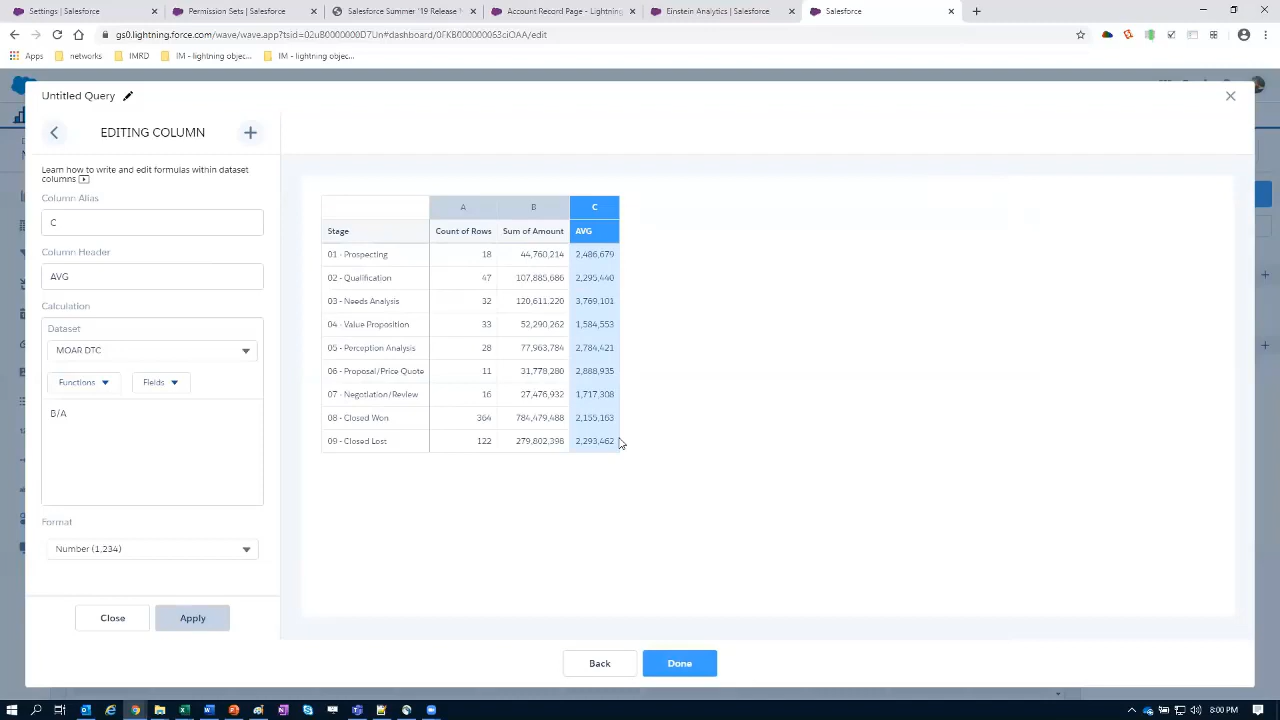 Settings | Salesforce
Permission Sets | Salesforce
Salesforce Summer '19 Release
Account Record Page - Lightning
Einstein Analytics | Salesforce
Salesforce
gs0.lightning.force.com/wave/wave.app?tsid=02uB0000000D7Un#dashboard/0FKB000000063ciOAA/edit
Apps
networks
IMRD
IM - lightning objec...
IM - lightning objec...
Untitled Query
EDITING COLUMN
Learn how to write and edit formulas within dataset
columns
Column Alias
C
Column Header
AVG
Calculation
Dataset
MOAR DTC
Functions
Fields
B/A
Format
Number (1,234)
Close
Apply
A B C
Stage Count of Rows Sum of Amount AVG
01 - Prospecting 18 44,760,214 2,486,679
02 - Qualification 47 107,885,686 2,295,440
03 - Needs Analysis 32 120,611,220 3,769,101
04 - Value Proposition 33 52,290,262 1,584,553
05 - Perception Analysis 28 77,963,784 2,784,421
06 - Proposal/Price Quote 11 31,778,280 2,888,935
07 - Negotiation/Review 16 27,476,932 1,717,308
08 - Closed Won 364 784,479,488 2,155,163
09 - Closed Lost 122 279,802,398 2,293,462
Back
Done
8:00 PM